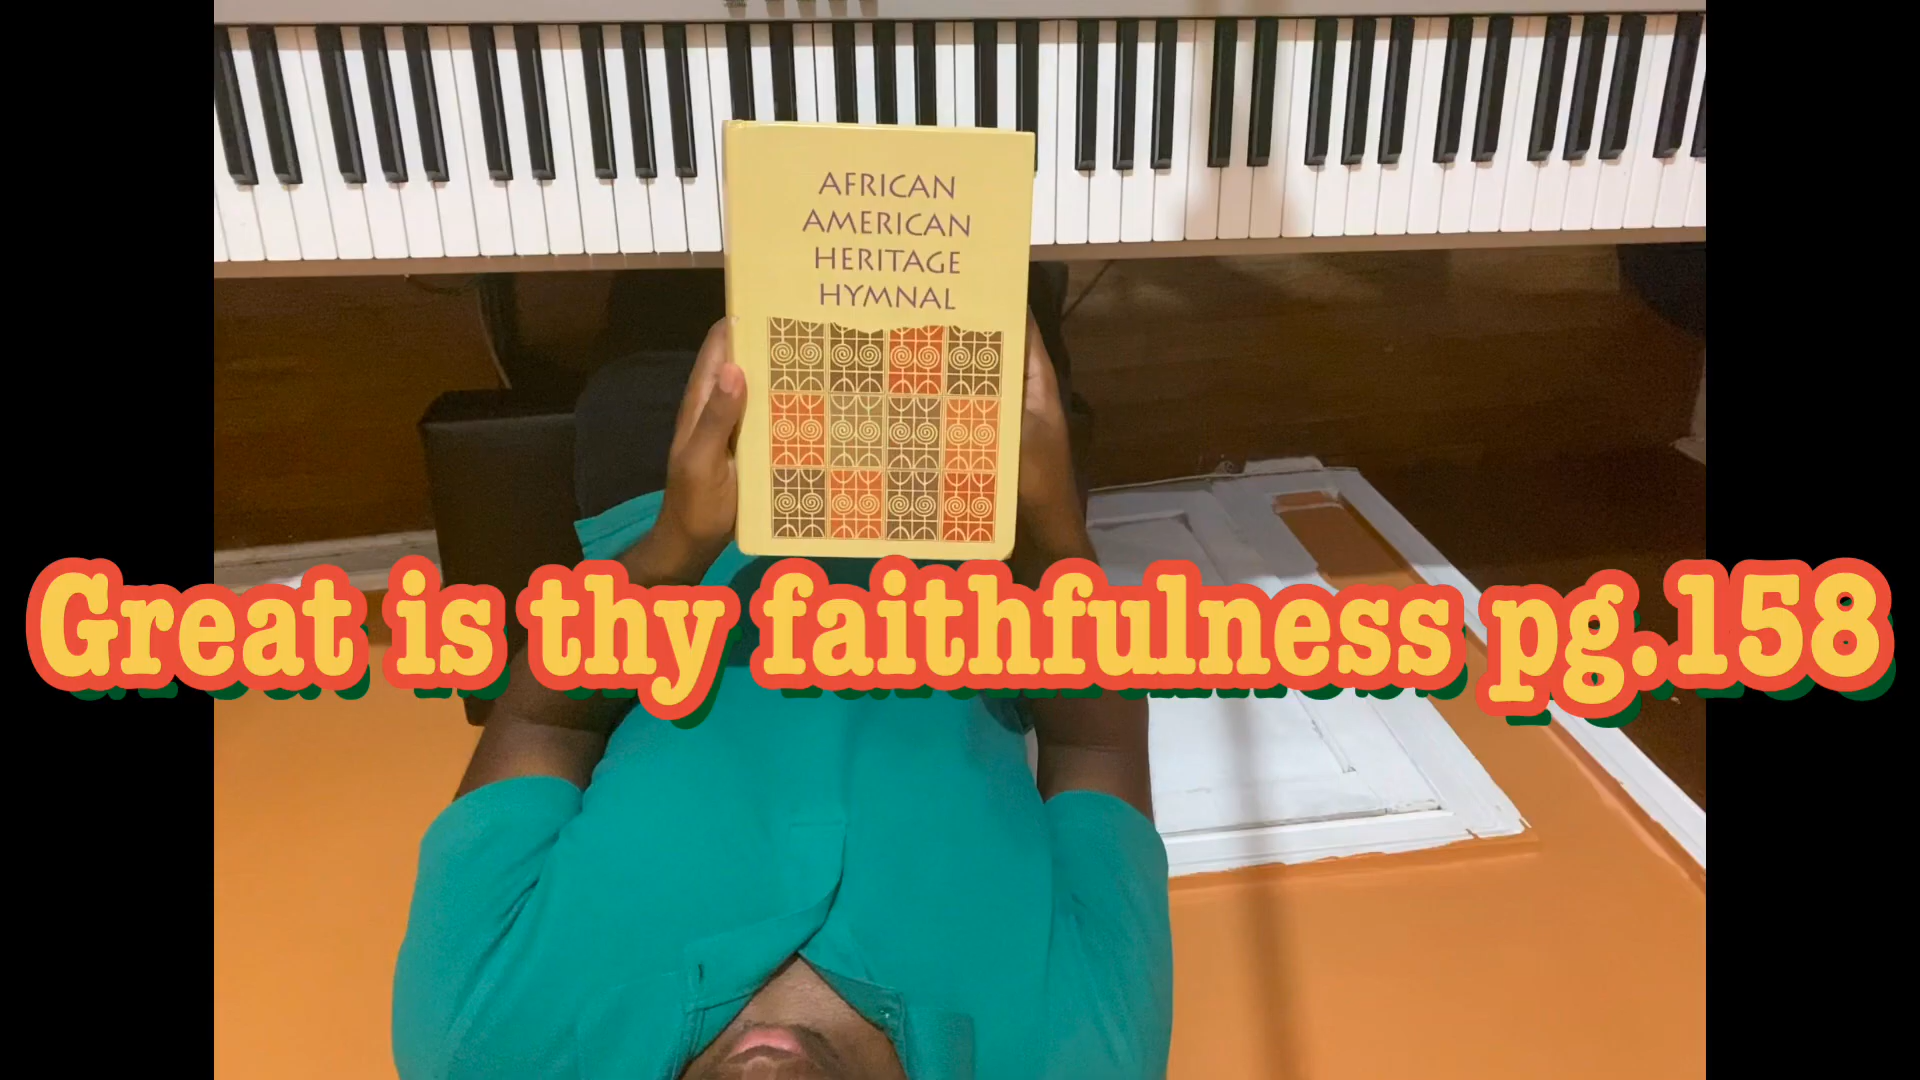 AFRICAN
AMERICAN
HERITAGE
HYMNAL
Great is thy faithfulness pg.158